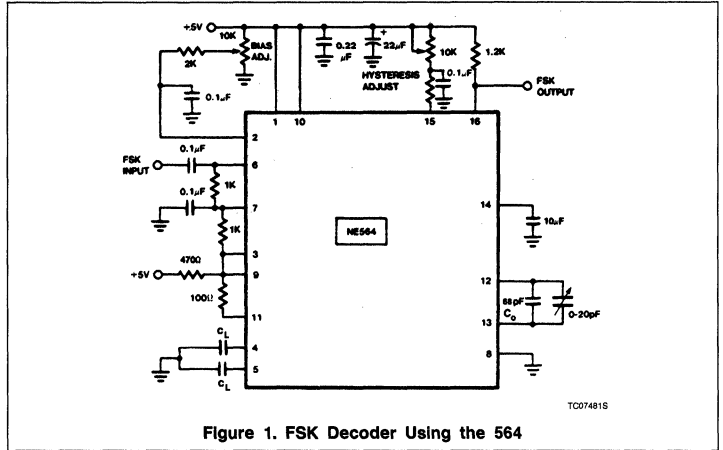 +5V
10K
BIAS
ADJ.
2K
0.1µF
0.22
µF
+
22µF
10K
1.2K
0.1µF
HYSTERESIS
ADJUST
FSK
OUTPUT
1
10
15
16
2
0.1µF
FSK
INPUT
6
1K
0.1µF
7
1K
NE564
14
10µF
3
470Ω
+5V
9
100Ω
11
12
68pF
C₀
0-20pF
13
CL
4
5
CL
8
TC07481S
Figure 1. FSK Decoder Using the 564